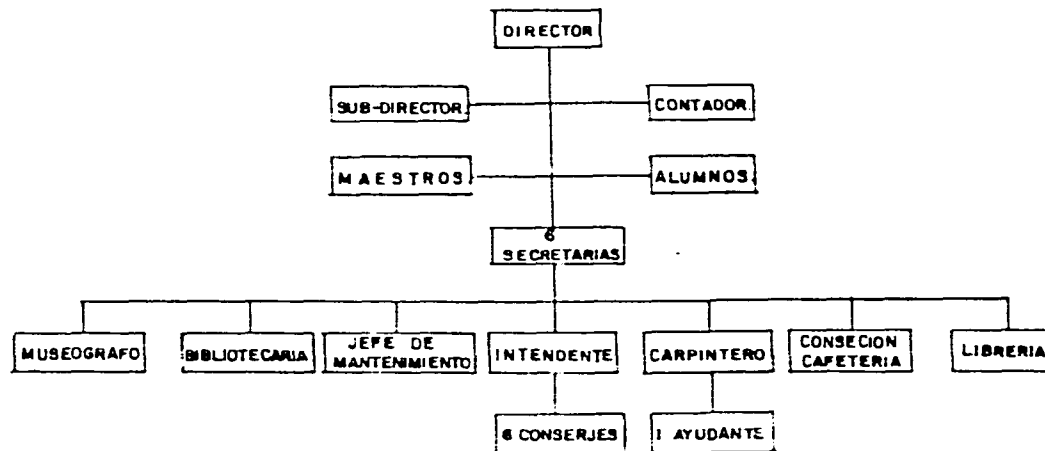 DIRECTOR
SUB-DIRECTOR
CONTADOR
MAESTROS
ALUMNOS
6
SECRETARIAS
MUSEOGRAFO
BIBLIOTECARIA
JEFE DE
MANTENIMIENTO
INTENDENTE
CARPINTERO
CONSECION
CAFETERIA
LIBRERIA
6 CONSERJES
1 AYUDANTE